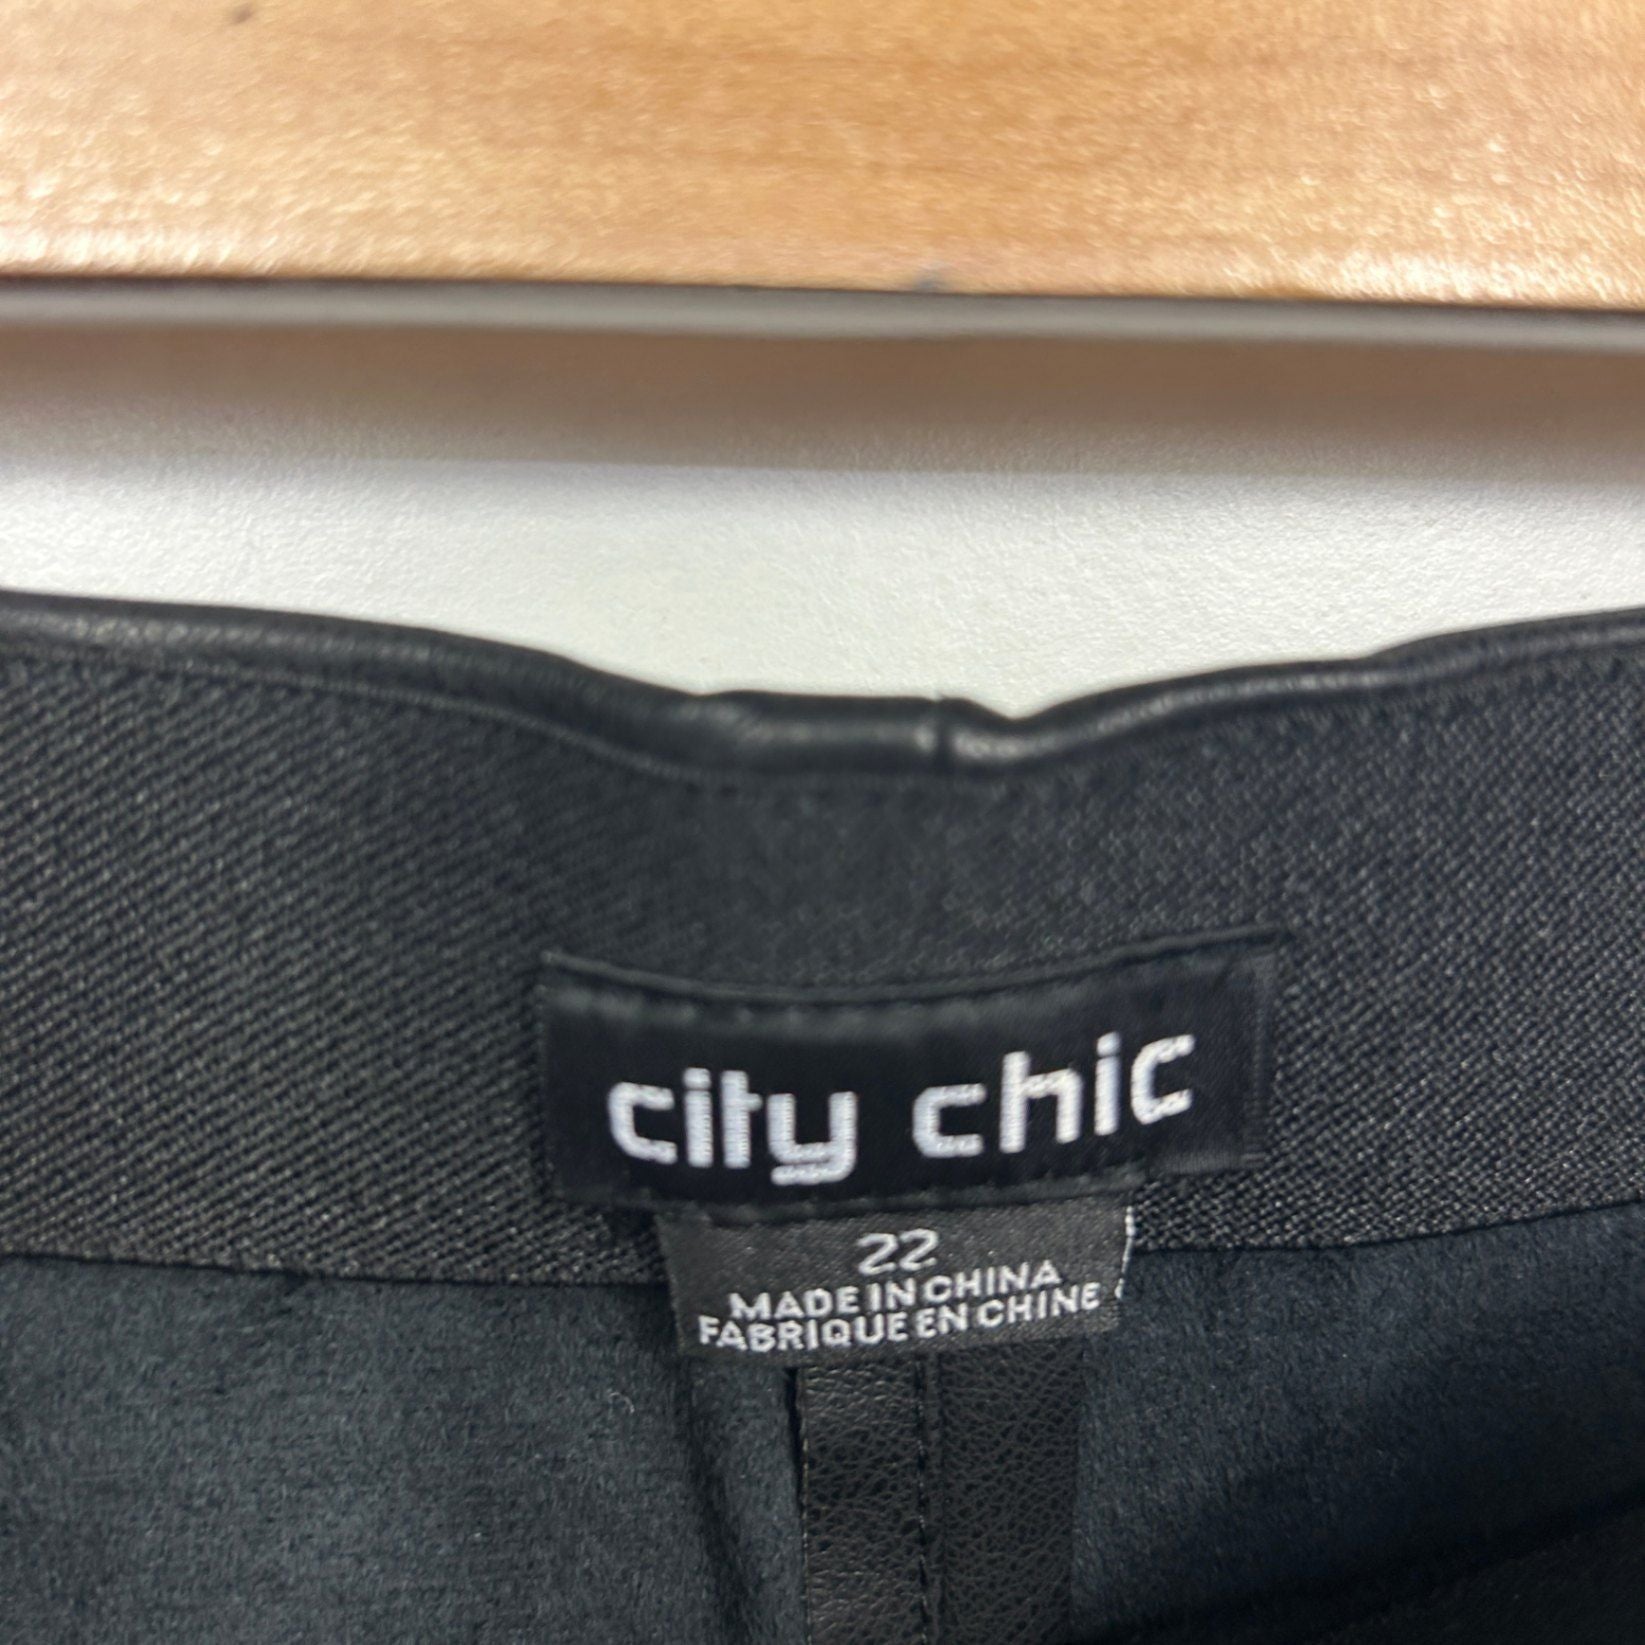 city chic
22
MADE IN CHINA
FABRIQUE EN CHINE